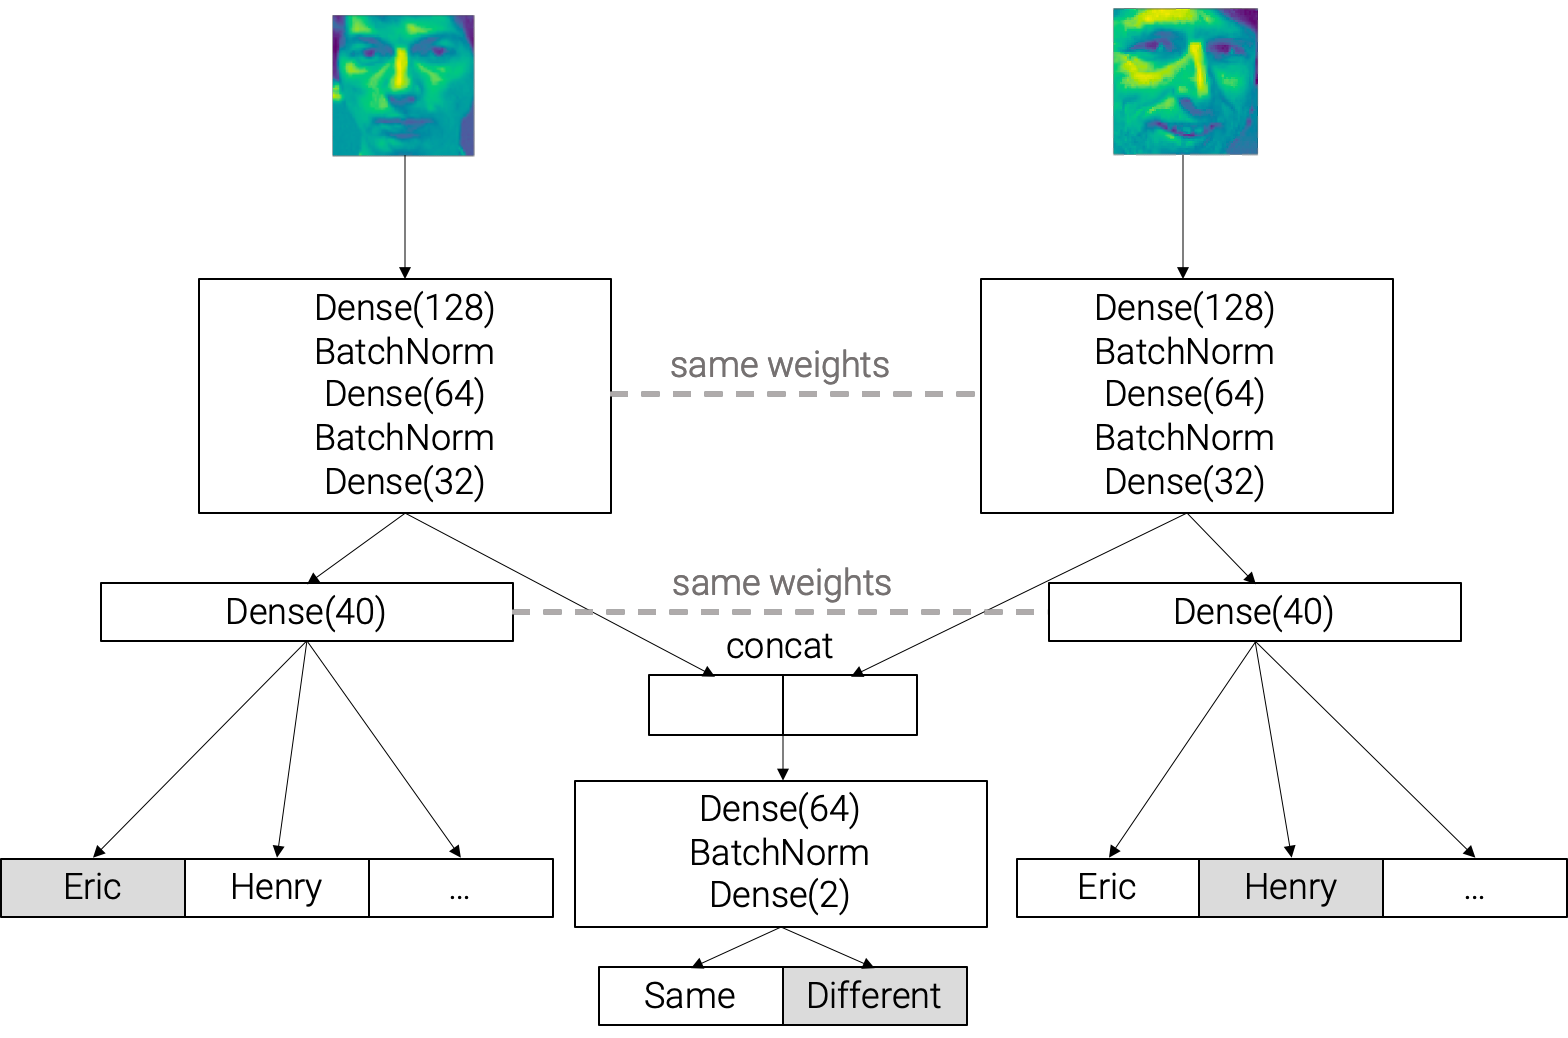 Dense(128)
BatchNorm
Dense(64)
BatchNorm
Dense(32)
same weights
Dense(128)
BatchNorm
Dense(64)
BatchNorm
Dense(32)
Dense(40)
same weights
Dense(40)
concat
Dense(64)
BatchNorm
Dense(2)
Eric
Henry
...
Eric
Henry
...
Same
Different